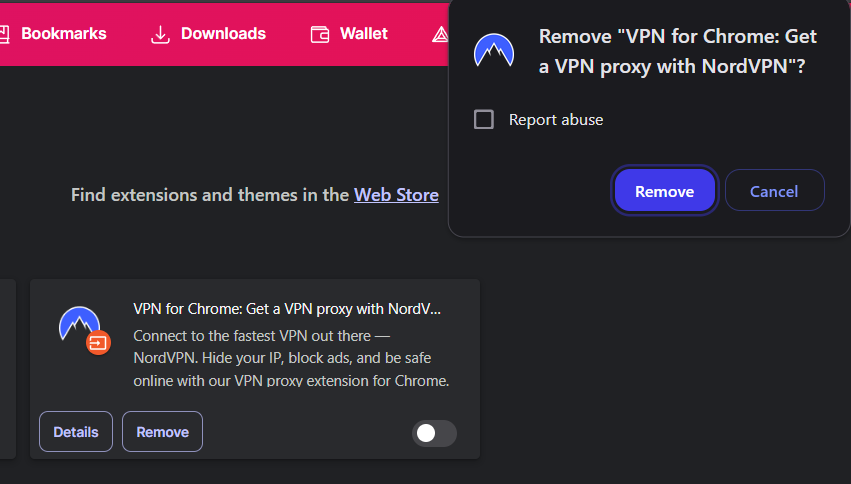 Bookmarks
Downloads
Wallet
Remove "VPN for Chrome: Get
a VPN proxy with NordVPN"?
Report abuse
Remove
Cancel
Find extensions and themes in the Web Store
VPN for Chrome: Get a VPN proxy with NordV...
Connect to the fastest VPN out there —
NordVPN. Hide your IP, block ads, and be safe
online with our VPN proxy extension for Chrome.
Details
Remove